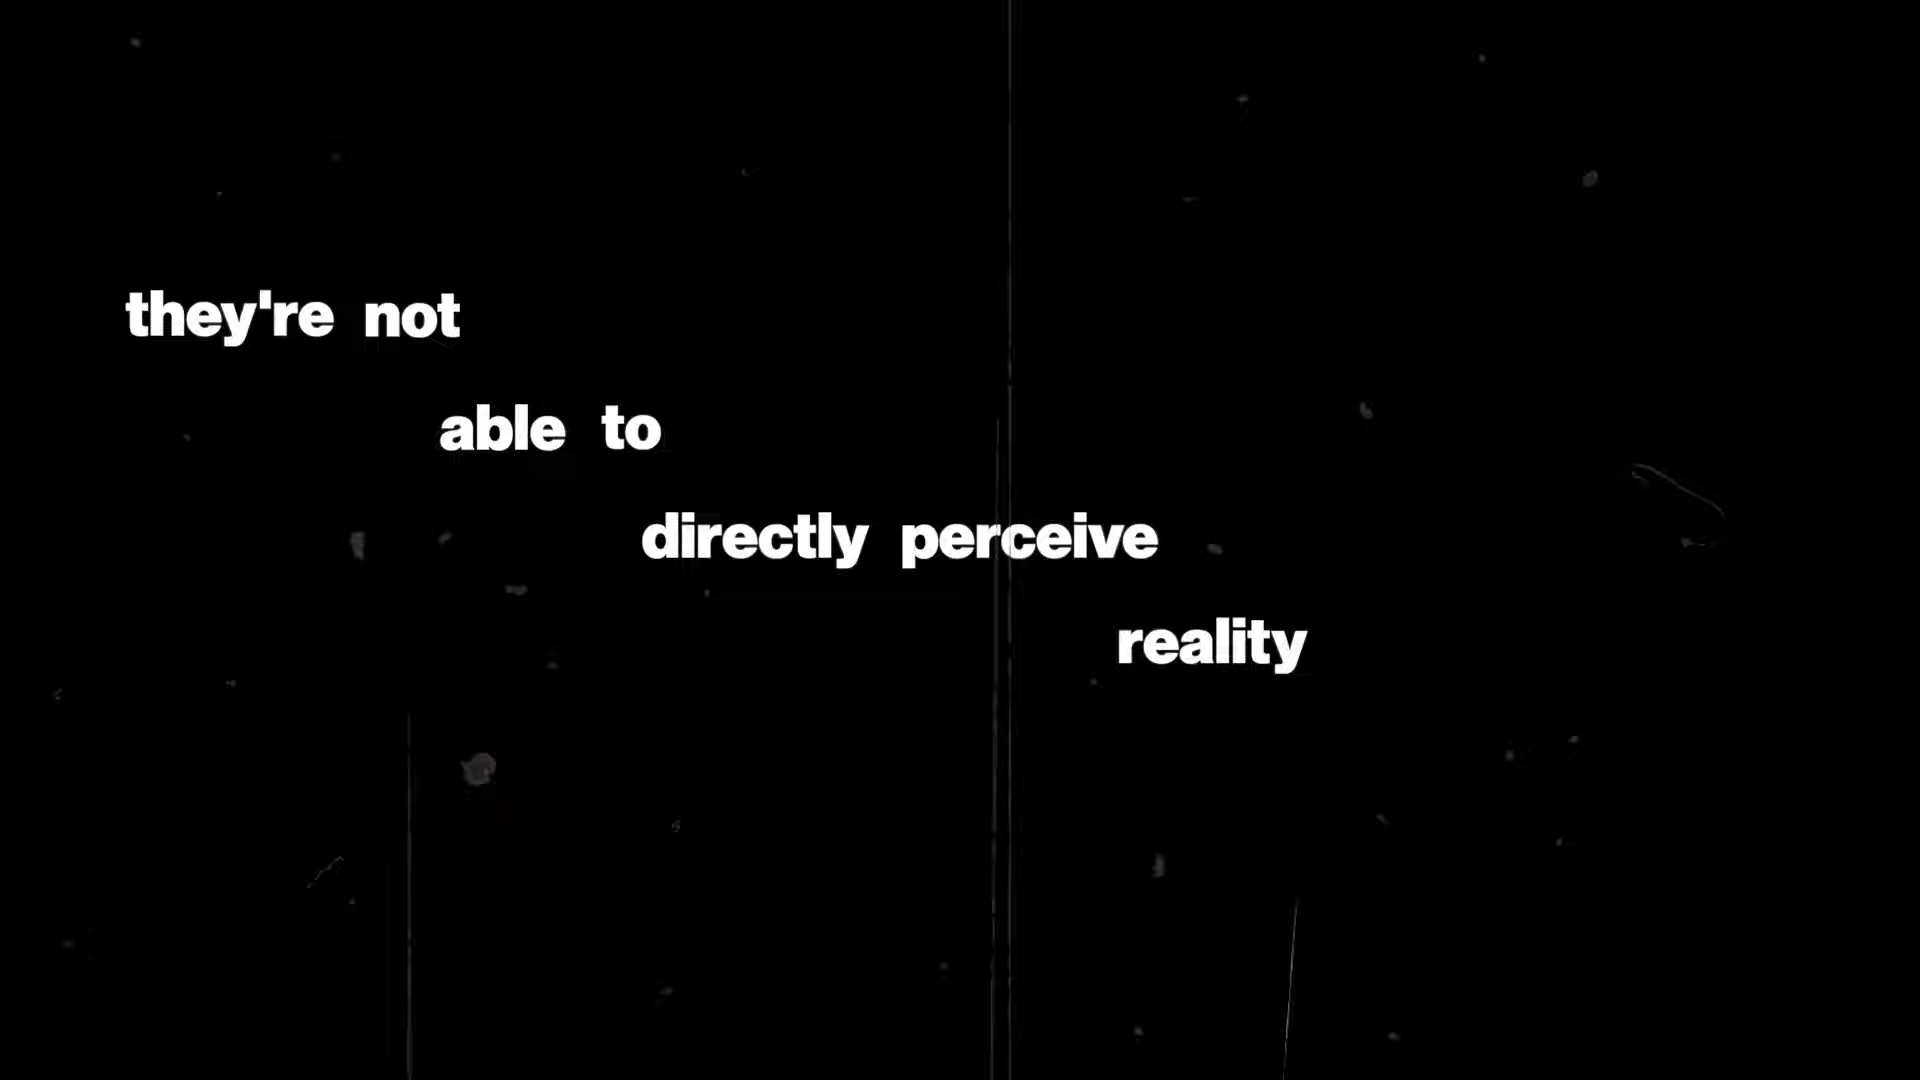 they're not
able to
directly perceive
reality